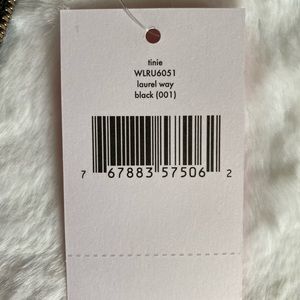 tinie
WLRU6051
laurel way
black (001)
7 67883 57506 2